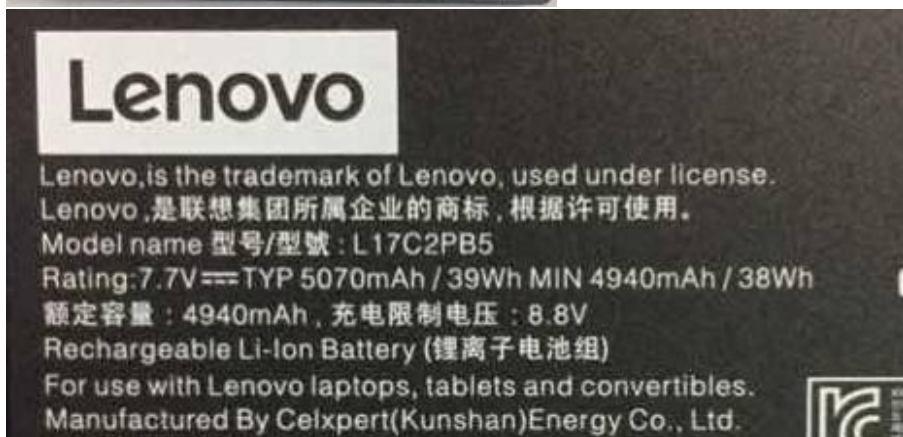 Lenovo
Lenovo,is the trademark of Lenovo, used under license.
Lenovo ,是联想集团所属企业的商标 , 根据许可使用。
Model name 型号/型號 : L17C2PB5
Rating:7.7V⎓TYP 5070mAh / 39Wh MIN 4940mAh / 38Wh
额定容量 : 4940mAh , 充电限制电压 : 8.8V
Rechargeable Li-Ion Battery (锂离子电池组)
For use with Lenovo laptops, tablets and convertibles.
Manufactured By Celxpert(Kunshan)Energy Co., Ltd.